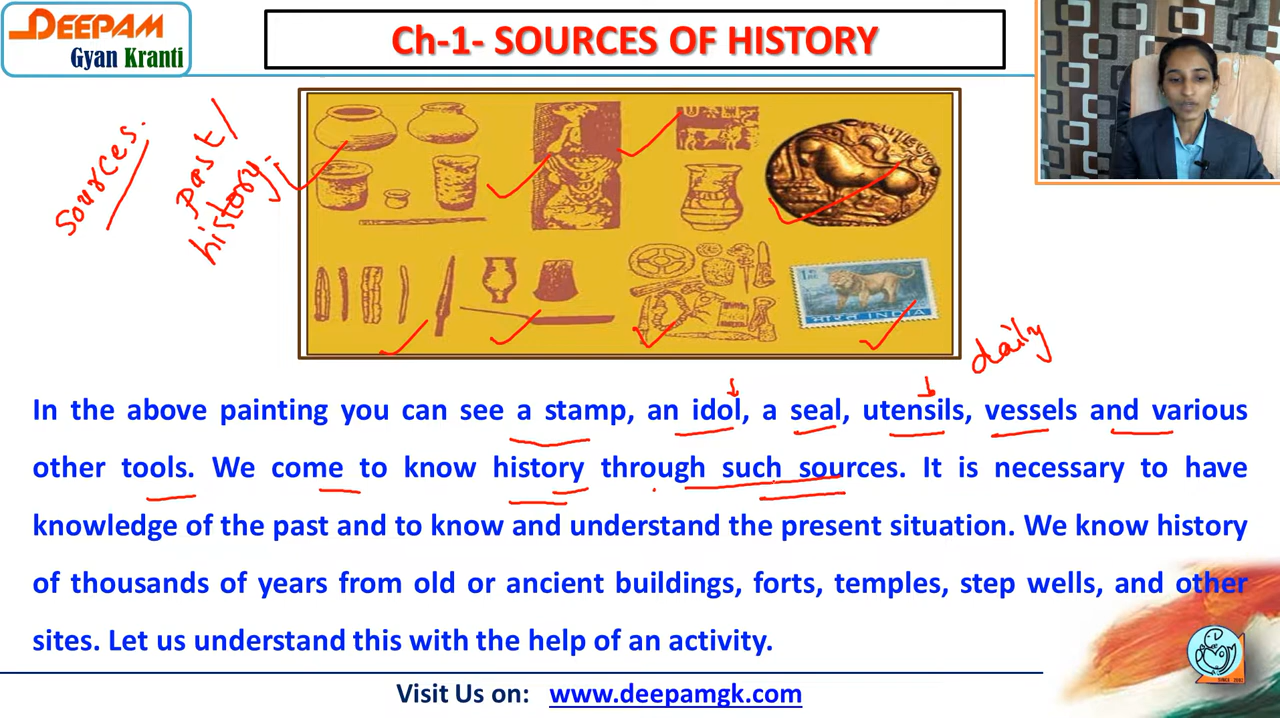 DEEPAM
Gyan Kranti
Ch-1- SOURCES OF HISTORY
Sources.
past/
history.
भारत INDIA
daily
In the above painting you can see a stamp, an idol, a seal, utensils, vessels and various
other tools. We come to know history through such sources. It is necessary to have
knowledge of the past and to know and understand the present situation. We know history
of thousands of years from old or ancient buildings, forts, temples, step wells, and other
sites. Let us understand this with the help of an activity.
SINCE 2001
Visit Us on: www.deepamgk.com